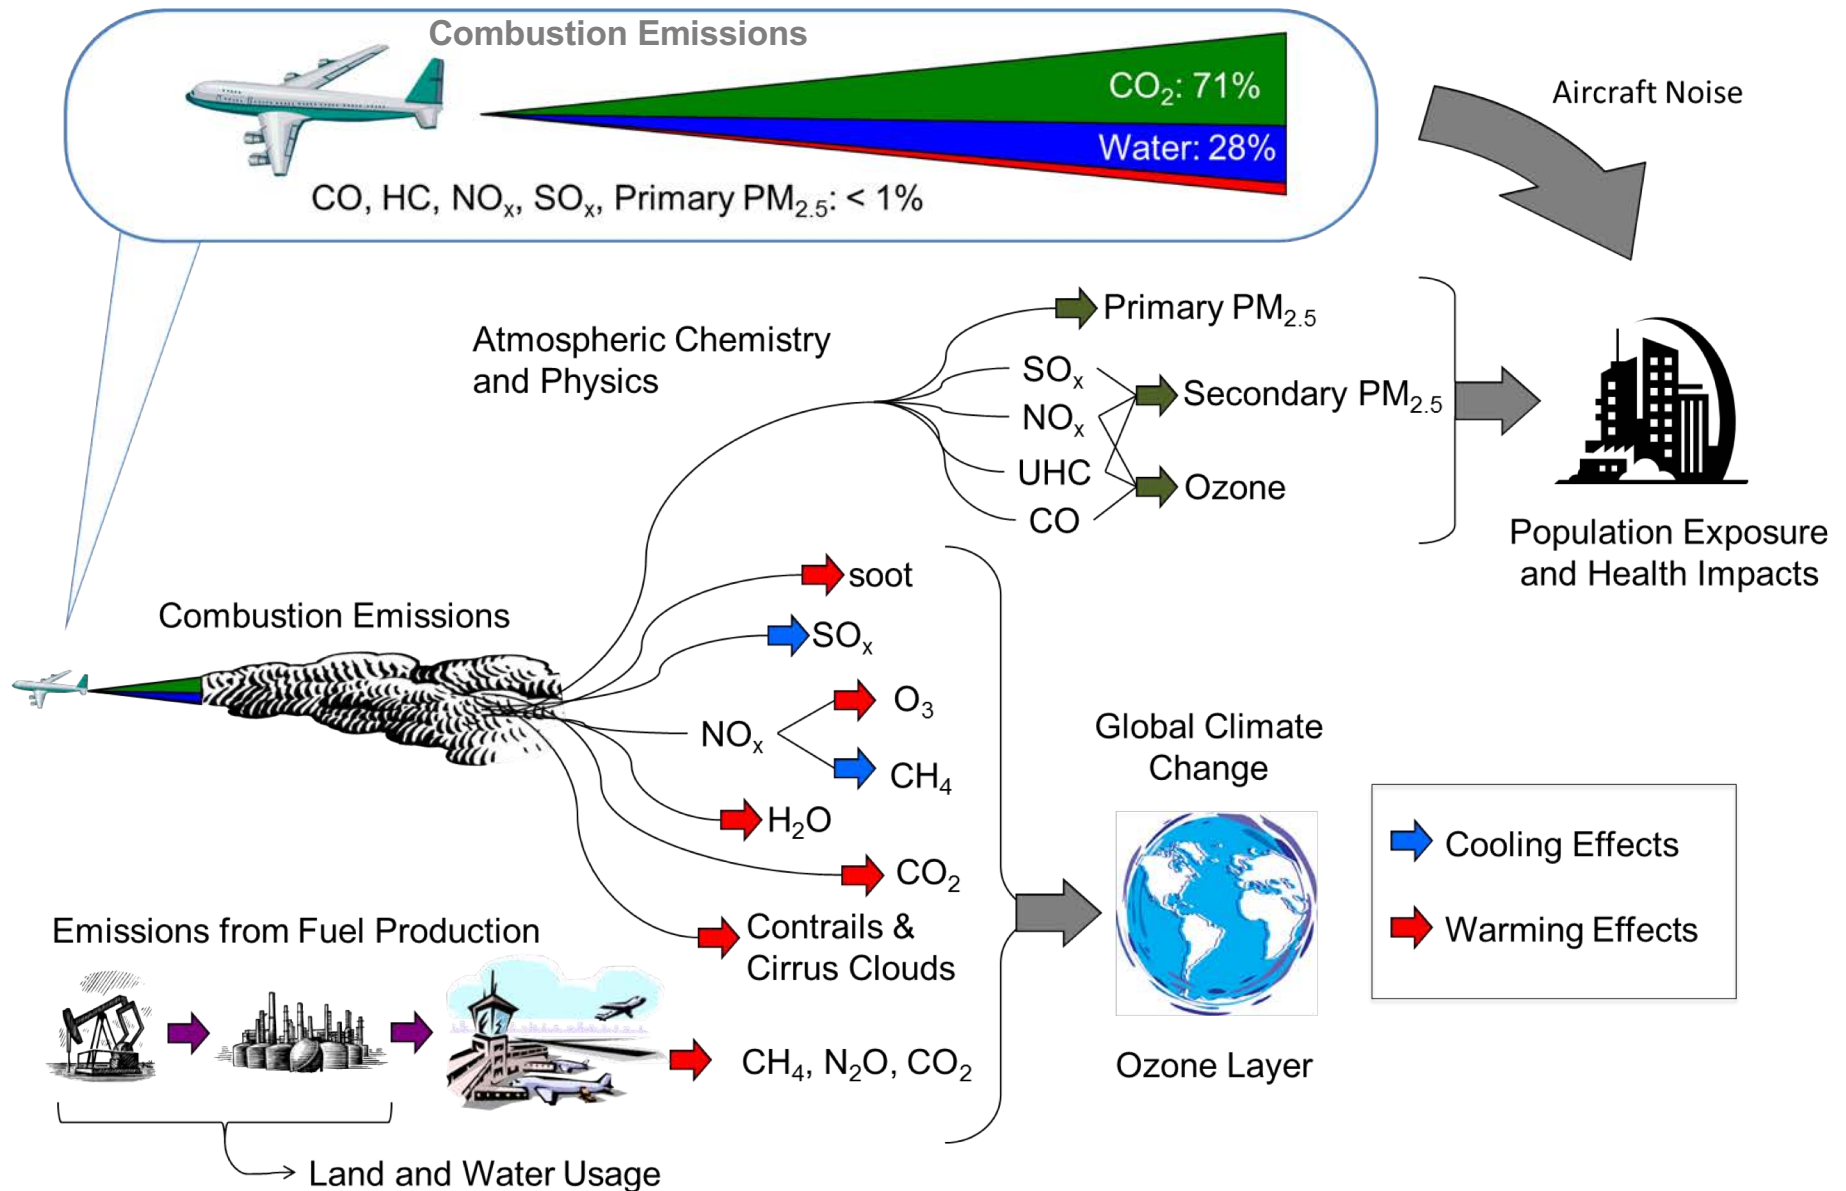 Combustion Emissions
CO₂: 71%
Water: 28%
CO, HC, NOₓ, SOₓ, Primary PM₂.₅: < 1%
Aircraft Noise
Atmospheric Chemistry
and Physics
Primary PM₂.₅
SOₓ
NOₓ
UHC
CO
Secondary PM₂.₅
Ozone
Population Exposure
and Health Impacts
Combustion Emissions
soot
SOₓ
NOₓ
O₃
CH₄
H₂O
CO₂
Contrails &
Cirrus Clouds
Global Climate
Change
Ozone Layer
Cooling Effects
Warming Effects
Emissions from Fuel Production
CH₄, N₂O, CO₂
Land and Water Usage